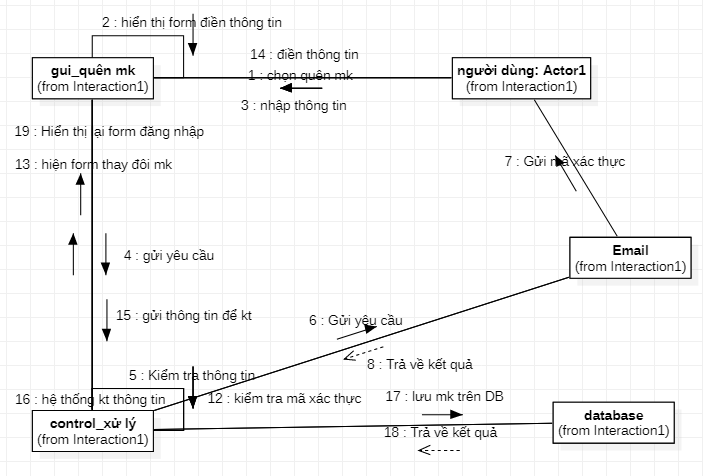 2 : hiển thị form điền thông tin
14 : điền thông tin
gui_quên mk
(from Interaction1)
1 : chọn quên mk
người dùng: Actor1
(from Interaction1)
3 : nhập thông tin
19 : Hiển thị lại form đăng nhập
13 : hiện form thay đôi mk
7 : Gửi mã xác thực
4 : gửi yêu cầu
Email
(from Interaction1)
15 : gửi thông tin để kt
6 : Gửi yêu cầu
8 : Trả về kết quả
5 : Kiểm tra thông tin
16 : hệ thống kt thông tin
12 : kiểm tra mã xác thực
17 : lưu mk trên DB
control_xử lý
(from Interaction1)
18 : Trả về kết quả
database
(from Interaction1)